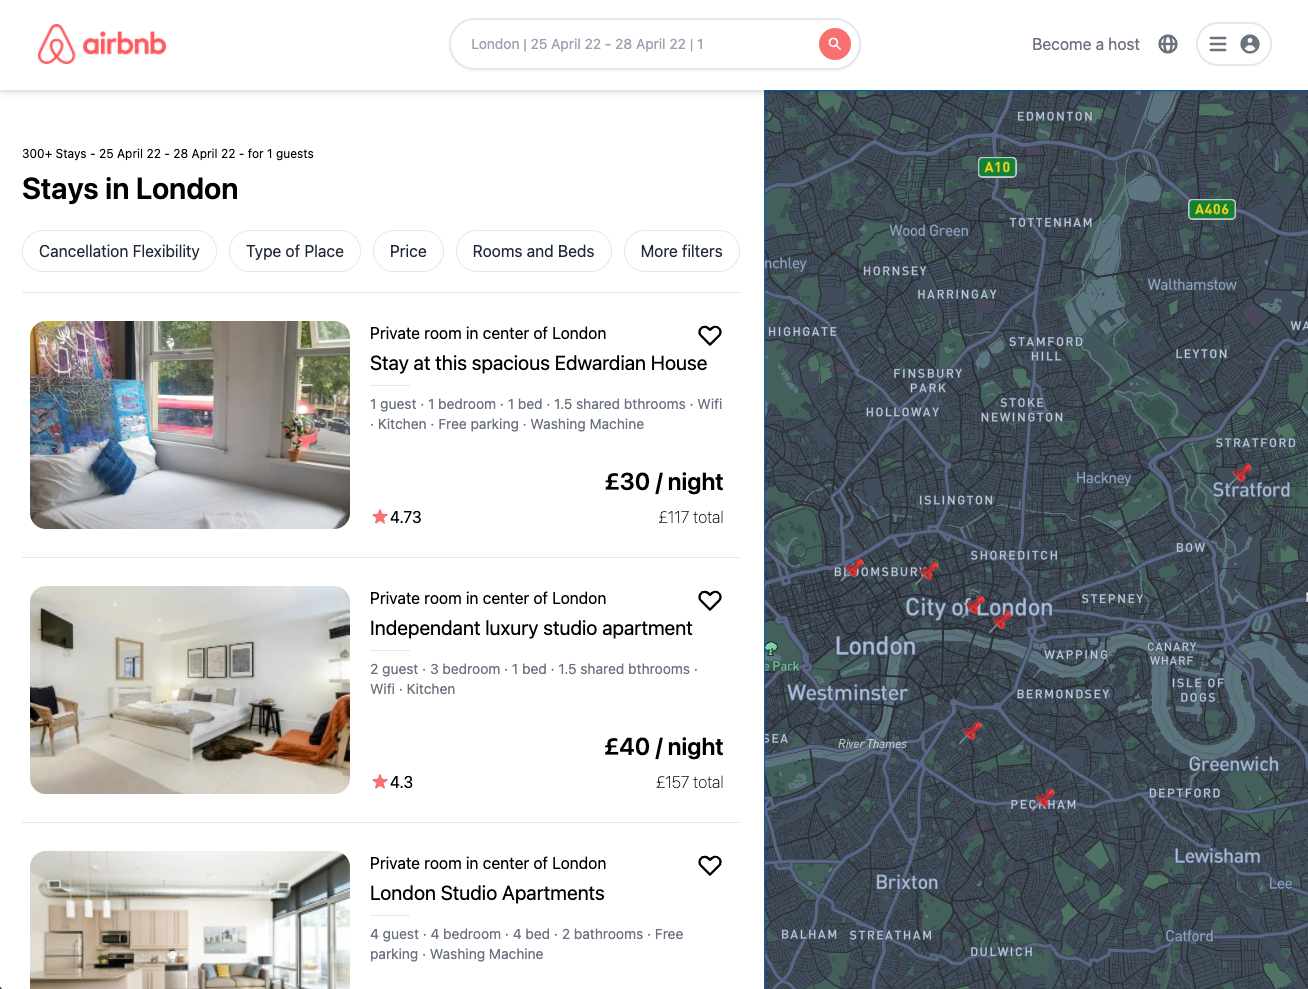 airbnb
London | 25 April 22 - 28 April 22 | 1
Become a host
300+ Stays - 25 April 22 - 28 April 22 - for 1 guests
Stays in London
Cancellation Flexibility
Type of Place
Price
Rooms and Beds
More filters
Private room in center of London
Stay at this spacious Edwardian House
1 guest · 1 bedroom · 1 bed · 1.5 shared bthrooms · Wifi
· Kitchen · Free parking · Washing Machine
£30 / night
4.73
£117 total
Private room in center of London
Independant luxury studio apartment
2 guest · 3 bedroom · 1 bed · 1.5 shared bthrooms ·
Wifi · Kitchen
£40 / night
4.3
£157 total
Private room in center of London
London Studio Apartments
4 guest · 4 bedroom · 4 bed · 2 bathrooms · Free
parking · Washing Machine
EDMONTON
A10
A406
TOTTENHAM
Wood Green
nchley
HORNSEY
Walthamstow
HARRINGAY
HIGHGATE
WA
STAMFORD
HILL
LEYTON
FINSBURY
PARK
STOKE
NEWINGTON
HOLLOWAY
STRATFORD
Hackney
Stratford
ISLINGTON
BOW
SHOREDITCH
BLOOMSBURY
STEPNEY
City of London
London
WAPPING
CANARY
WHARF
e Park
ISLE OF
DOGS
Westminster
BERMONDSEY
SEA
River Thames
Greenwich
DEPTFORD
PECKHAM
Lewisham
Brixton
Lee
BALHAM
STREATHAM
Catford
DULWICH